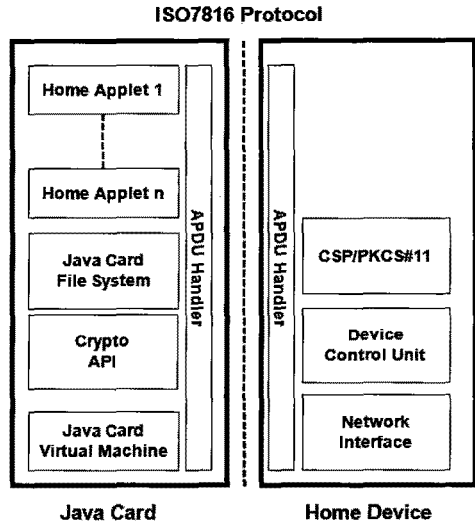 ISO7816 Protocol
Home Applet 1
Home Applet n
Java Card
File System
Crypto
API
Java Card
Virtual Machine
APDU Handler
APDU Handler
CSP/PKCS#11
Device
Control Unit
Network
Interface
Java Card
Home Device